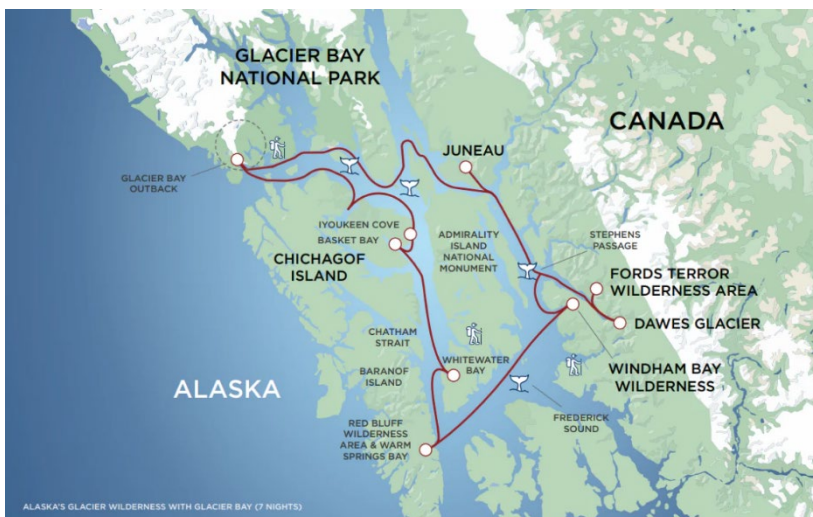 GLACIER BAY
NATIONAL PARK
CANADA
JUNEAU
GLACIER BAY
OUTBACK
IYOUKEEN COVE
BASKET BAY
CHICHAGOF
ISLAND
ADMIRALITY
ISLAND
NATIONAL
MONUMENT
STEPHENS
PASSAGE
FORDS TERROR
WILDERNESS AREA
DAWES GLACIER
WINDHAM BAY
WILDERNESS
CHATHAM
STRAIT
BARANOF
ISLAND
WHITEWATER
BAY
ALASKA
RED BLUFF
WILDERNESS
AREA & WARM
SPRINGS BAY
FREDERICK
SOUND
ALASKA'S GLACIER WILDERNESS WITH GLACIER BAY (7 NIGHTS)